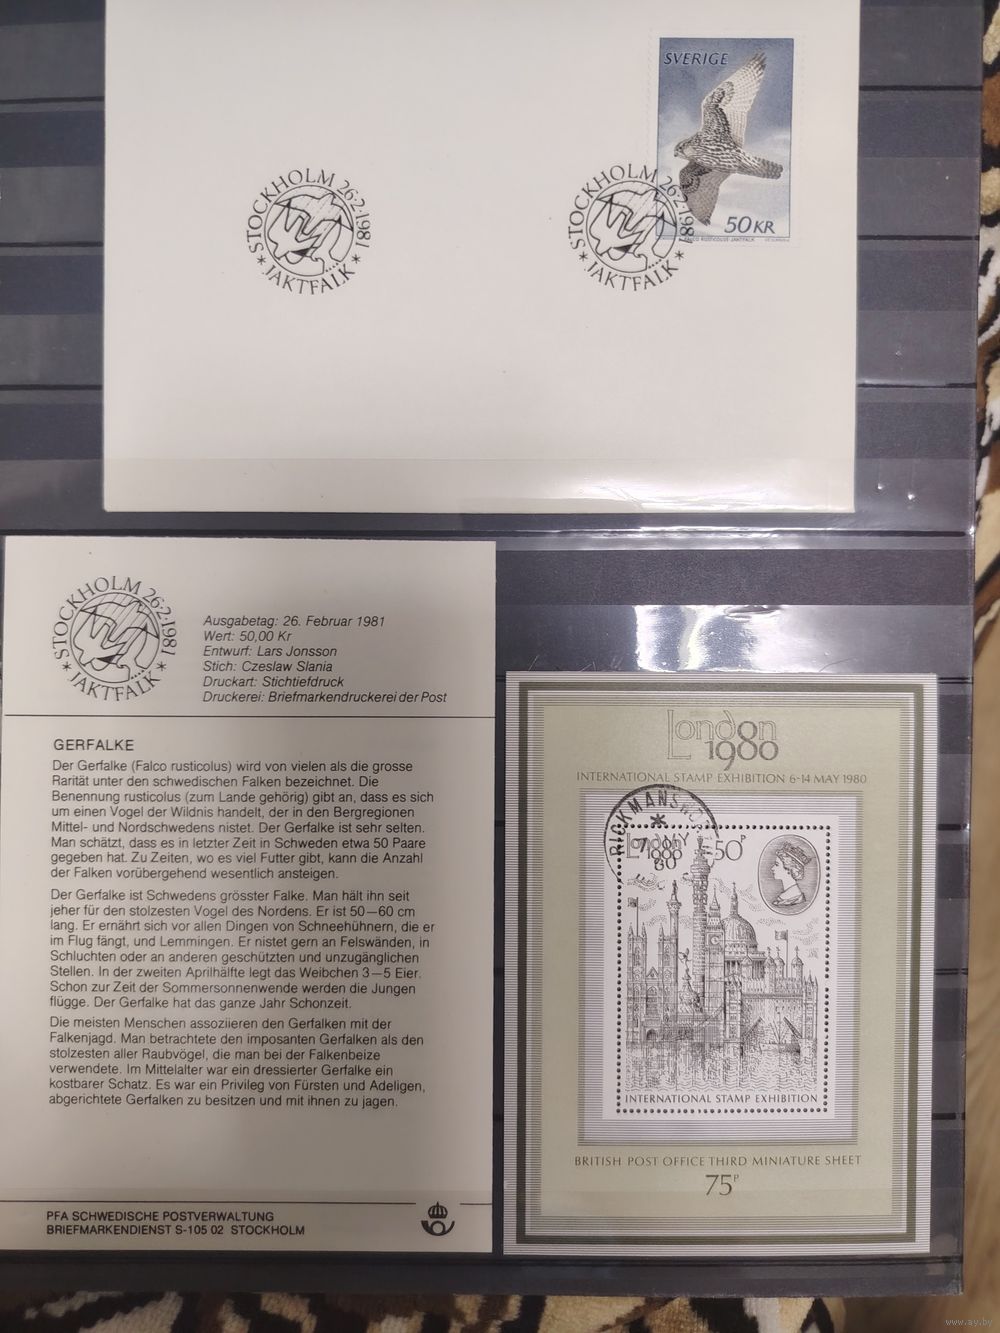 SVERIGE
50 KR
FALCO RUSTICOLUS · JAKTFALK
STOCKHOLM 26·2·1981
* JAKTFALK *
STOCKHOLM 26·2·1981
* JAKTFALK *
STOCKHOLM 26·2·1981
* JAKTFALK *
Ausgabetag: 26. Februar 1981
Wert: 50,00 Kr
Entwurf: Lars Jonsson
Stich: Czeslaw Slania
Druckart: Stichtiefdruck
Druckerei: Briefmarkendruckerei der Post
GERFALKE
Der Gerfalke (Falco rusticolus) wird von vielen als die grosse
Rarität unter den schwedischen Falken bezeichnet. Die
Benennung rusticolus (zum Lande gehörig) gibt an, dass es sich
um einen Vogel der Wildnis handelt, der in den Bergregionen
Mittel- und Nordschwedens nistet. Der Gerfalke ist sehr selten.
Man schätzt, dass es in letzter Zeit in Schweden etwa 50 Paare
gegeben hat. Zu Zeiten, wo es viel Futter gibt, kann die Anzahl
der Falken vorübergehend wesentlich ansteigen.
Der Gerfalke ist Schwedens grösster Falke. Man hält ihn seit
jeher für den stolzesten Vogel des Nordens. Er ist 50—60 cm
lang. Er ernährt sich vor allen Dingen von Schneehühnern, die er
im Flug fängt, und Lemmingen. Er nistet gern an Felswänden, in
Schluchten oder an anderen geschützten und unzugänglichen
Stellen. In der zweiten Aprilhälfte legt das Weibchen 3—5 Eier.
Schon zur Zeit der Sommersonnenwende werden die Jungen
flügge. Der Gerfalke hat das ganze Jahr Schonzeit.
Die meisten Menschen assoziieren den Gerfalken mit der
Falkenjagd. Man betrachtete den imposanten Gerfalken als den
stolzesten aller Raubvögel, die man bei der Falkenbeize
verwendete. Im Mittelalter war ein dressierter Gerfalke ein
kostbarer Schatz. Es war ein Privileg von Fürsten und Adeligen,
abgerichtete Gerfalken zu besitzen und mit ihnen zu jagen.
PFA SCHWEDISCHE POSTVERWALTUNG
BRIEFMARKENDIENST S-105 02 STOCKHOLM
London
1980
INTERNATIONAL STAMP EXHIBITION 6-14 MAY 1980
London
1980
50P
INTERNATIONAL STAMP EXHIBITION
BRITISH POST OFFICE THIRD MINIATURE SHEET
75P
www.ay.by